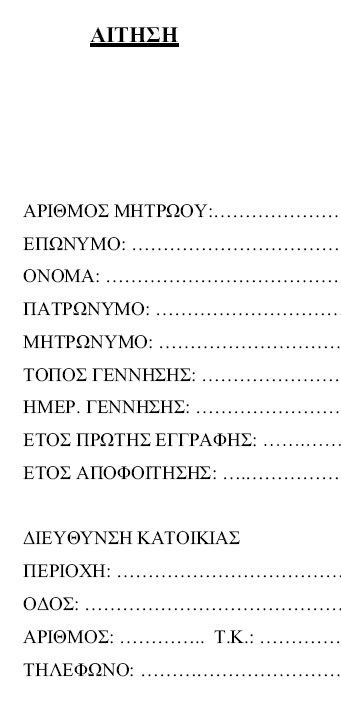 ΑΙΤΗΣΗ
ΑΡΙΘΜΟΣ ΜΗΤΡΩΟΥ:…………………
ΕΠΩΝΥΜΟ: ……………………………
ΟΝΟΜΑ: ………………………………
ΠΑΤΡΩΝΥΜΟ: …………………………
ΜΗΤΡΩΝΥΜΟ: …………………………
ΤΟΠΟΣ ΓΕΝΝΗΣΗΣ: ……………………
ΗΜΕΡ. ΓΕΝΝΗΣΗΣ: ……………………
ΕΤΟΣ ΠΡΩΤΗΣ ΕΓΓΡΑΦΗΣ: …….……
ΕΤΟΣ ΑΠΟΦΟΙΤΗΣΗΣ: ….……………
ΔΙΕΥΘΥΝΣΗ ΚΑΤΟΙΚΙΑΣ
ΠΕΡΙΟΧΗ: ………………………………
ΟΔΟΣ: ……………………………………
ΑΡΙΘΜΟΣ: ………….. Τ.Κ.: ……………
ΤΗΛΕΦΩΝΟ: ……….……………………